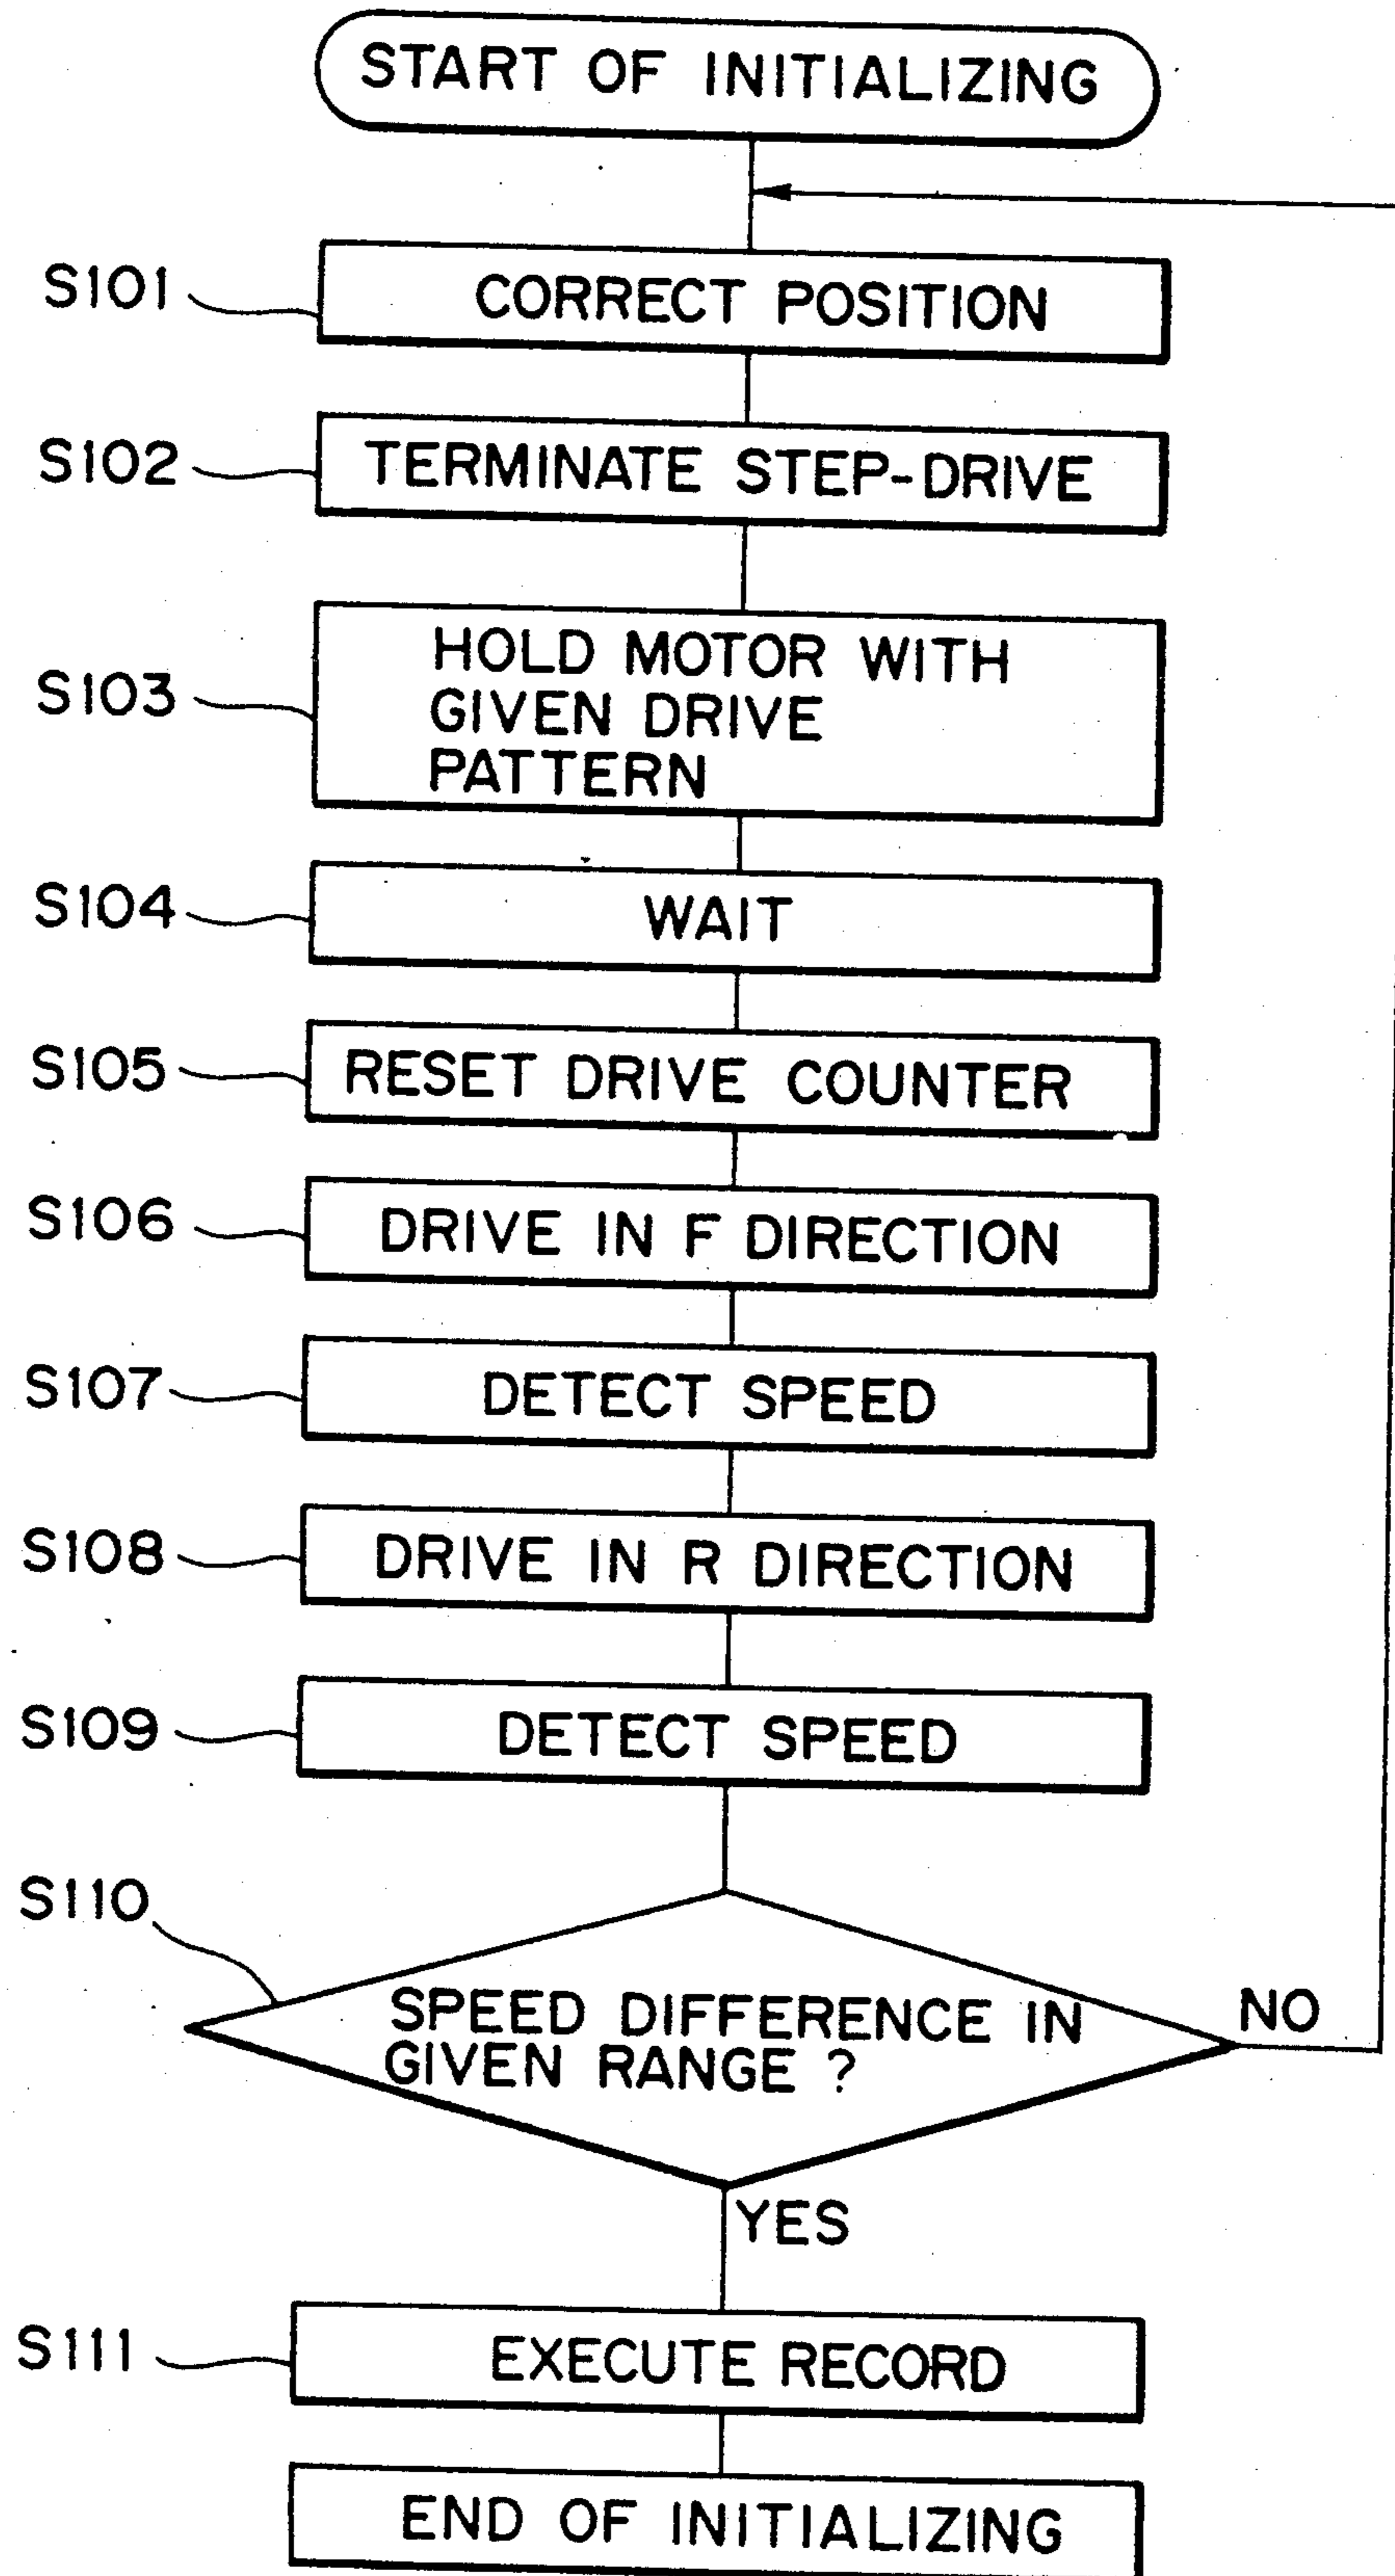 START OF INITIALIZING
S101
CORRECT POSITION
S102
TERMINATE STEP-DRIVE
S103
HOLD MOTOR WITH
GIVEN DRIVE
PATTERN
S104
WAIT
S105
RESET DRIVE COUNTER
S106
DRIVE IN F DIRECTION
S107
DETECT SPEED
S108
DRIVE IN R DIRECTION
S109
DETECT SPEED
S110
SPEED DIFFERENCE IN
GIVEN RANGE ?
NO
YES
S111
EXECUTE RECORD
END OF INITIALIZING